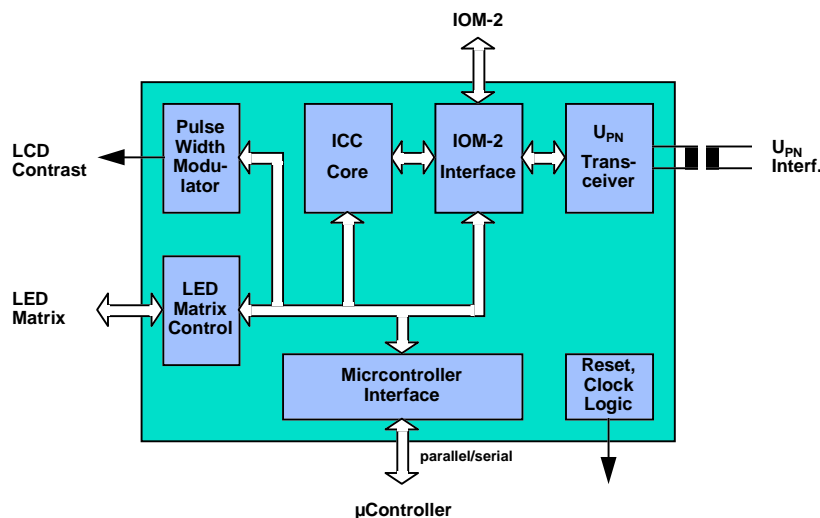 IOM-2
Pulse
Width
Modu-
lator
ICC
Core
IOM-2
Interface
UPN
Trans-
ceiver
LCD
Contrast
UPN
Interf.
LED
Matrix
LED
Matrix
Control
Micrcontroller
Interface
Reset,
Clock
Logic
parallel/serial
µController